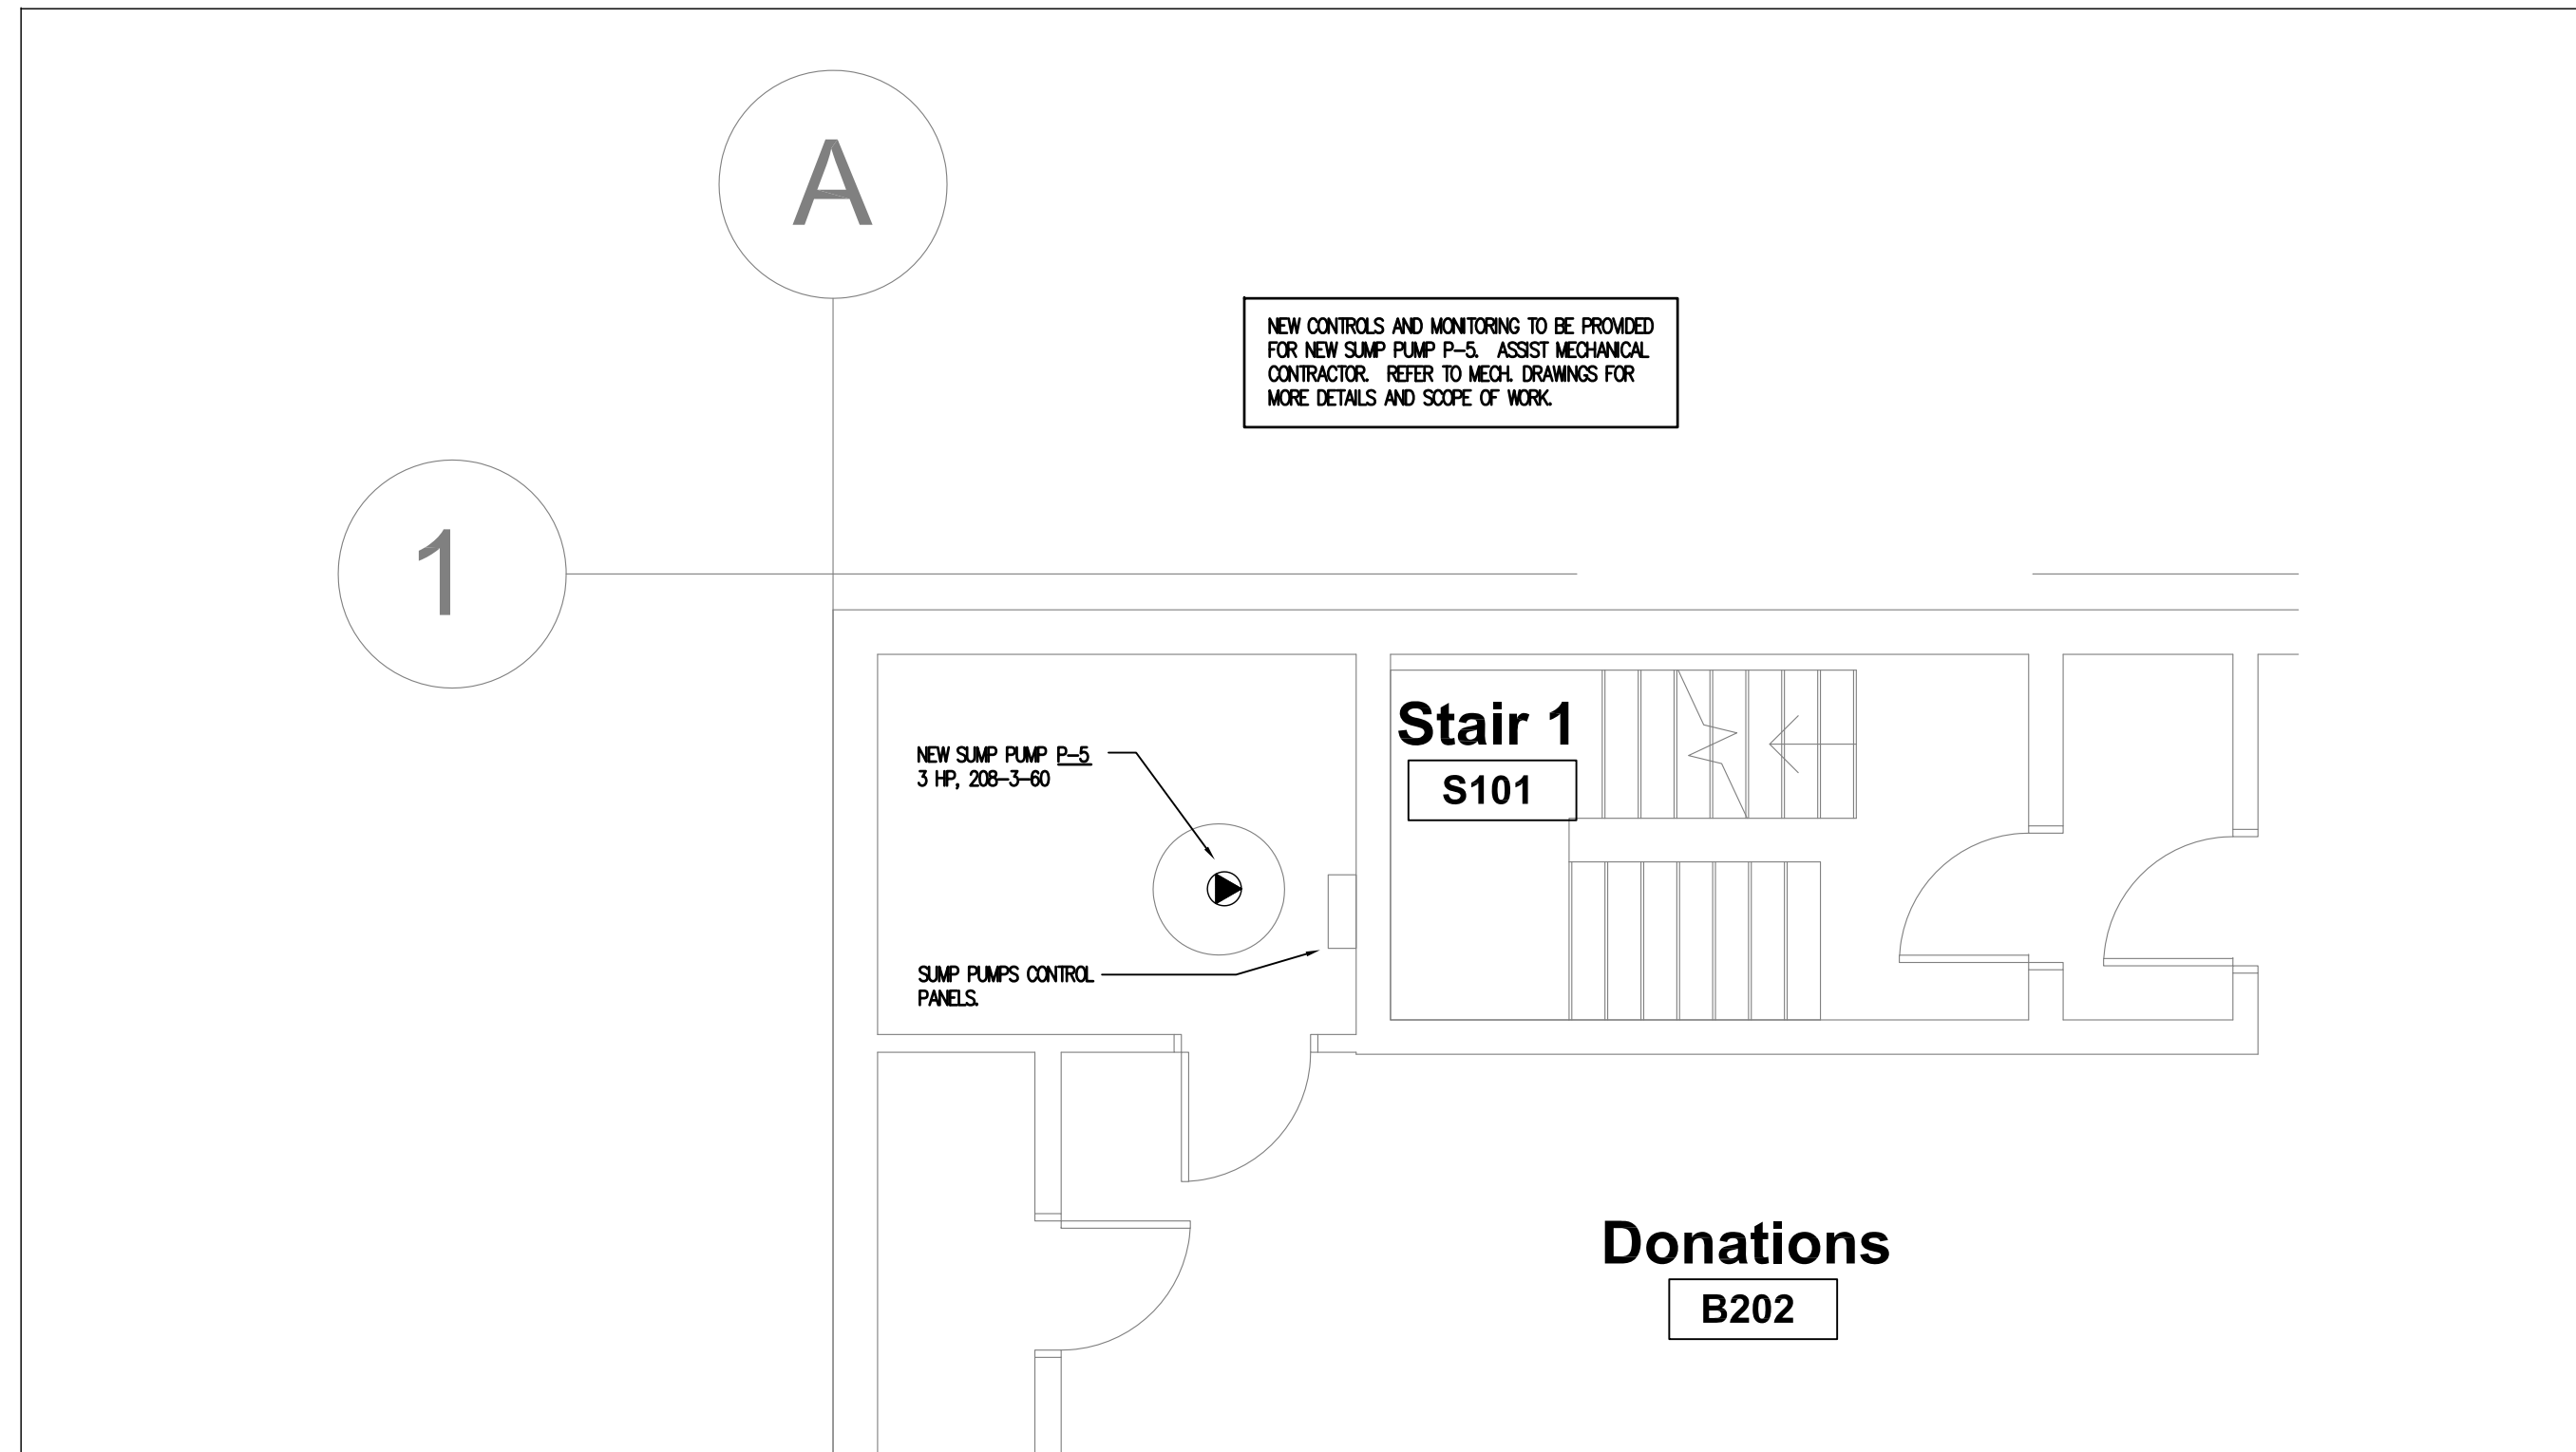 A
NEW CONTROLS AND MONITORING TO BE PROVIDED
FOR NEW SUMP PUMP P-5. ASSIST MECHANICAL
CONTRACTOR. REFER TO MECH. DRAWINGS FOR
MORE DETAILS AND SCOPE OF WORK.
1
NEW SUMP PUMP P-5
3 HP, 208-3-60
Stair 1
S101
SUMP PUMPS CONTROL
PANELS.
Donations
B202